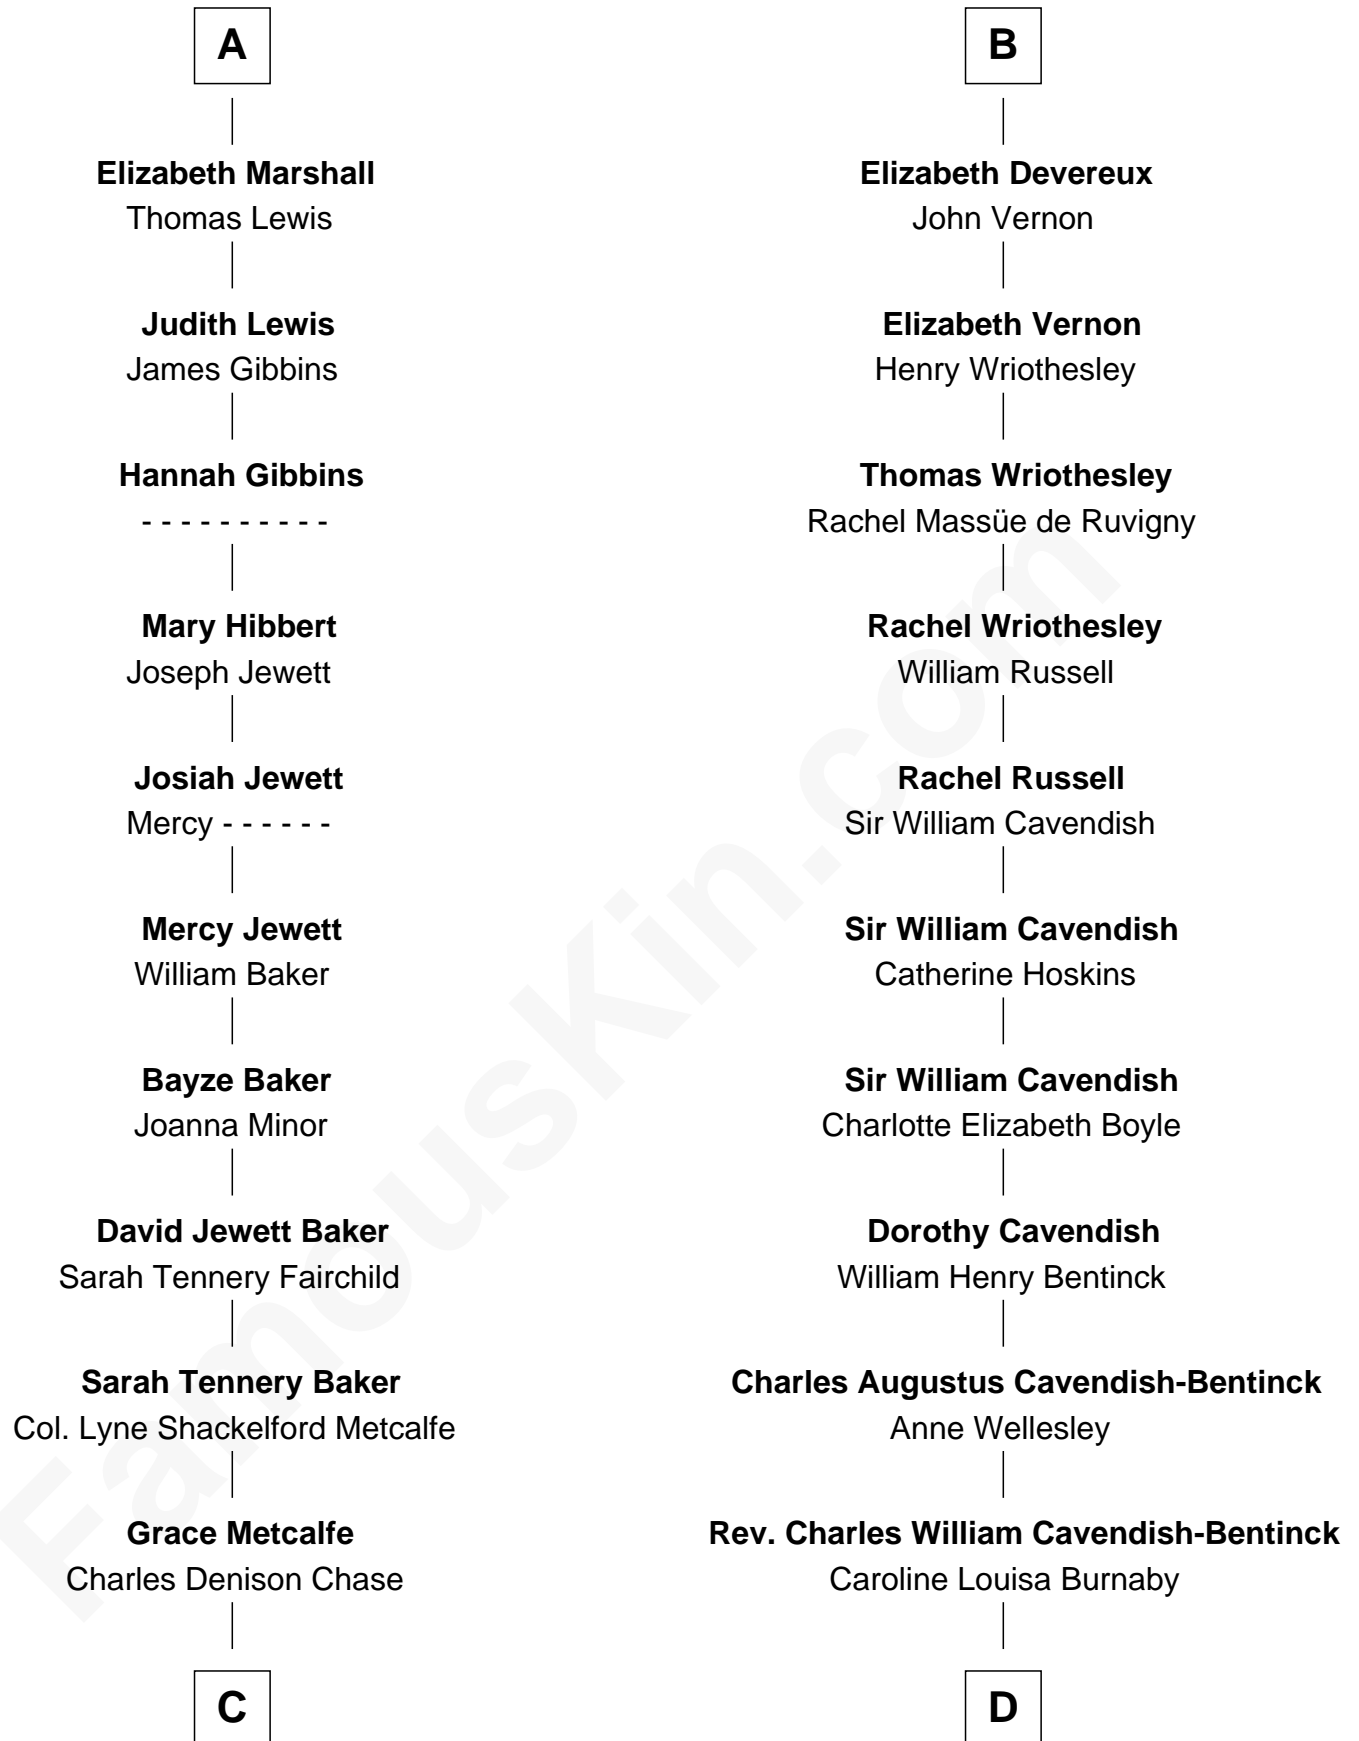 A
Elizabeth Marshall
Thomas Lewis
Judith Lewis
James Gibbins
Hannah Gibbins
- - - - - - - - - -
Mary Hibbert
Joseph Jewett
Josiah Jewett
Mercy - - - - - -
Mercy Jewett
William Baker
Bayze Baker
Joanna Minor
David Jewett Baker
Sarah Tennery Fairchild
Sarah Tennery Baker
Col. Lyne Shackelford Metcalfe
Grace Metcalfe
Charles Denison Chase
C
B
Elizabeth Devereux
John Vernon
Elizabeth Vernon
Henry Wriothesley
Thomas Wriothesley
Rachel Massüe de Ruvigny
Rachel Wriothesley
William Russell
Rachel Russell
Sir William Cavendish
Sir William Cavendish
Catherine Hoskins
Sir William Cavendish
Charlotte Elizabeth Boyle
Dorothy Cavendish
William Henry Bentinck
Charles Augustus Cavendish-Bentinck
Anne Wellesley
Rev. Charles William Cavendish-Bentinck
Caroline Louisa Burnaby
D
FamousKin.com